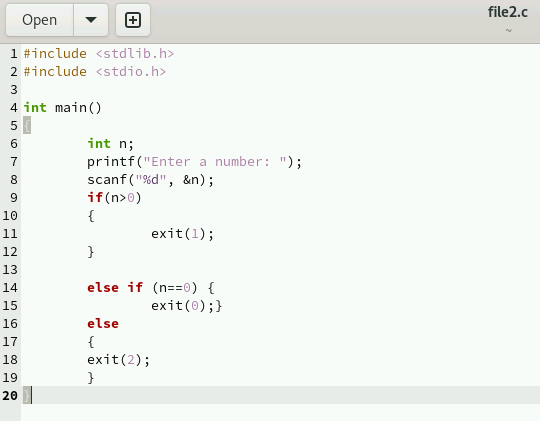 Open
file2.c
~
1 #include <stdlib.h>
2 #include <stdio.h>
3
4 int main()
5 {
6         int n;
7         printf("Enter a number: ");
8         scanf("%d", &n);
9         if(n>0)
10         {
11                 exit(1);
12         }
13
14         else if (n==0) {
15                 exit(0);}
16         else
17         {
18         exit(2);
19         }
20 }